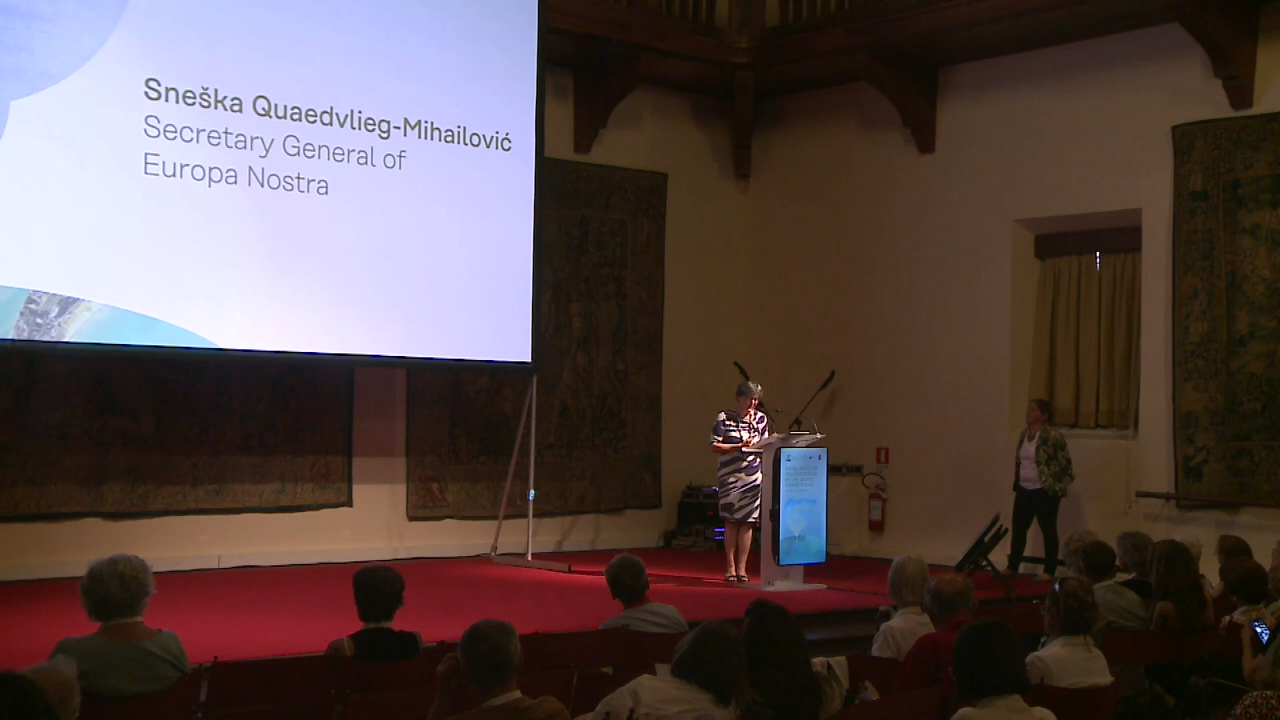 Sneška Quaedvlieg-Mihailović
Secretary General of
Europa Nostra